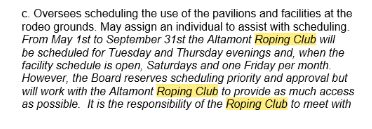 c. Oversees scheduling the use of the pavilions and facilities at the
rodeo grounds. May assign an individual to assist with scheduling.
From May 1st to September 31st the Altamont Roping Club will
be scheduled for Tuesday and Thursday evenings and, when the
facility schedule is open, Saturdays and one Friday per month.
However, the Board reserves scheduling priority and approval but
will work with the Altamont Roping Club to provide as much access
as possible. It is the responsibility of the Roping Club to meet with